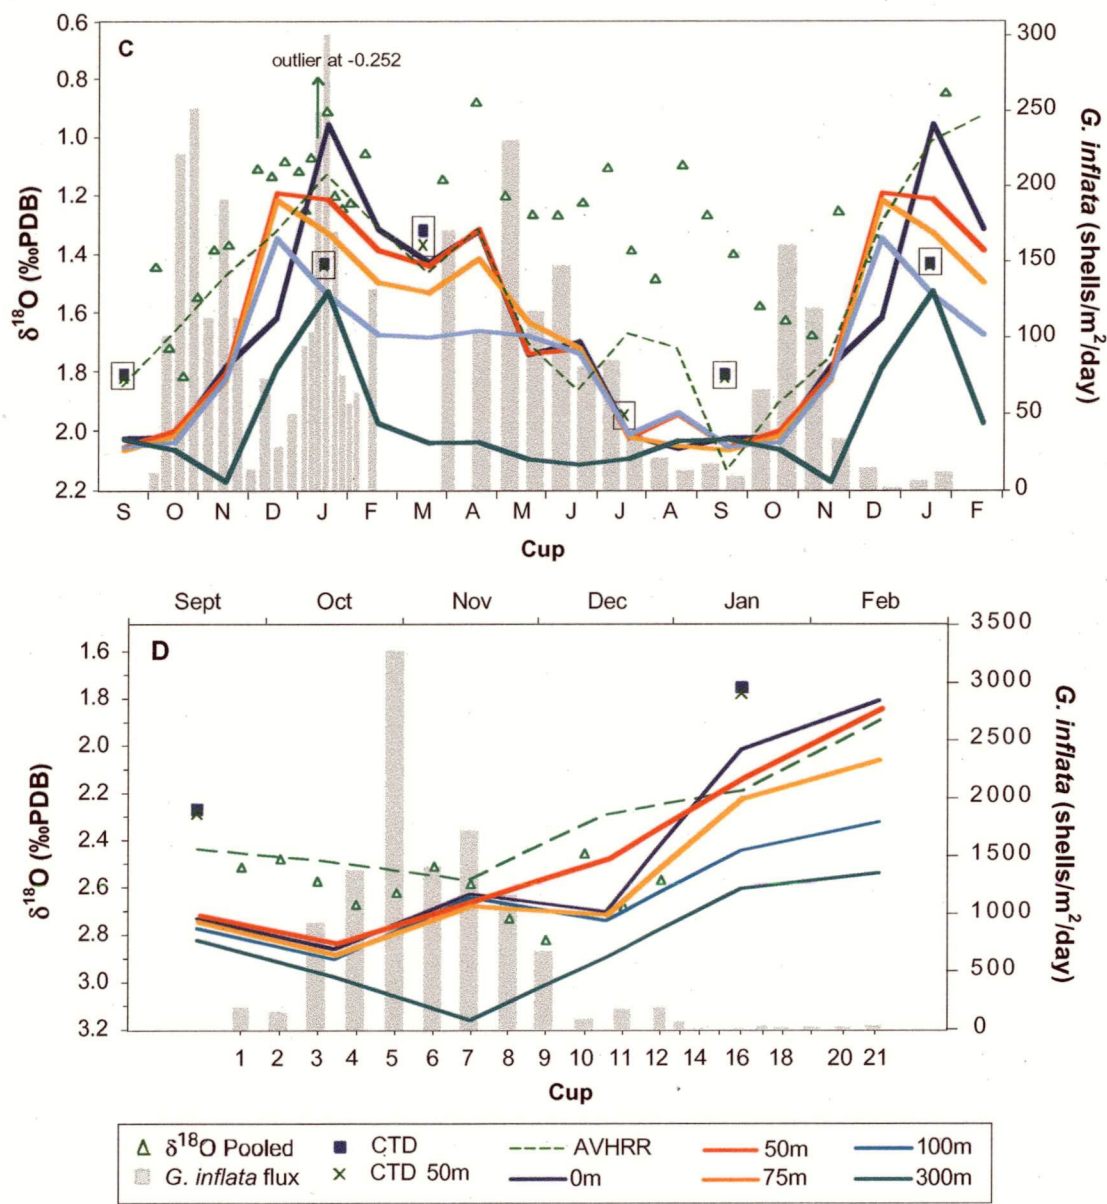 C
outlier at -0.252
0.6
0.8
1.0
1.2
1.4
1.6
1.8
2.0
2.2
δ¹⁸O (‰PDB)
300
250
200
150
100
50
0
G. inflata (shells/m²/day)
S O N D J F M A M J J A S O N D J F
Cup
Sept Oct Nov Dec Jan Feb
D
1.6
1.8
2.0
2.2
2.4
2.6
2.8
3.0
3.2
δ¹⁸O (‰PDB)
3500
3000
2500
2000
1500
1000
500
0
G. inflata (shells/m²/day)
1 2 3 4 5 6 7 8 9 10 11 12 14 16 18 20 21
Cup
δ¹⁸O Pooled CTD AVHRR 50m 100m
G. inflata flux CTD 50m 0m 75m 300m